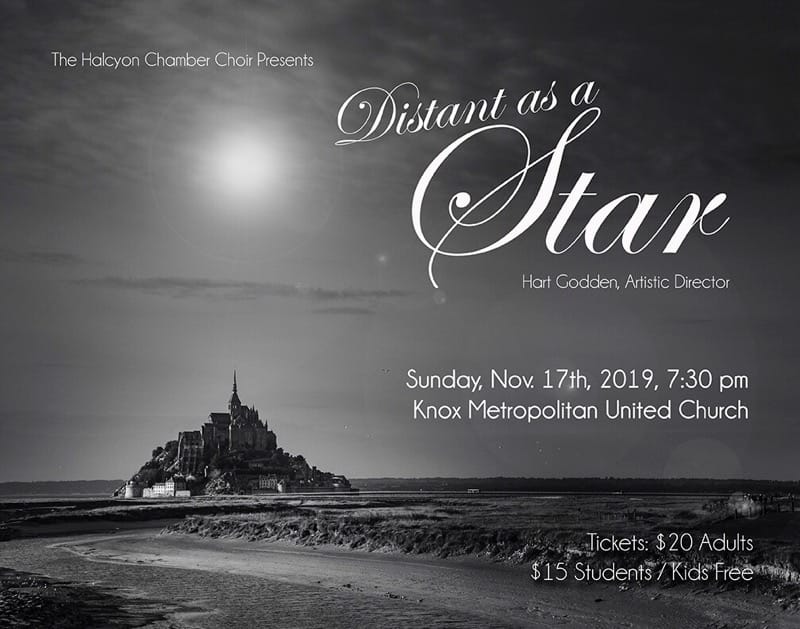 The Halcyon Chamber Choir Presents
Distant as a
Star
Hart Godden, Artistic Director
Sunday, Nov. 17th, 2019, 7:30 pm
Knox Metropolitan United Church
Tickets: $20 Adults
$15 Students / Kids Free